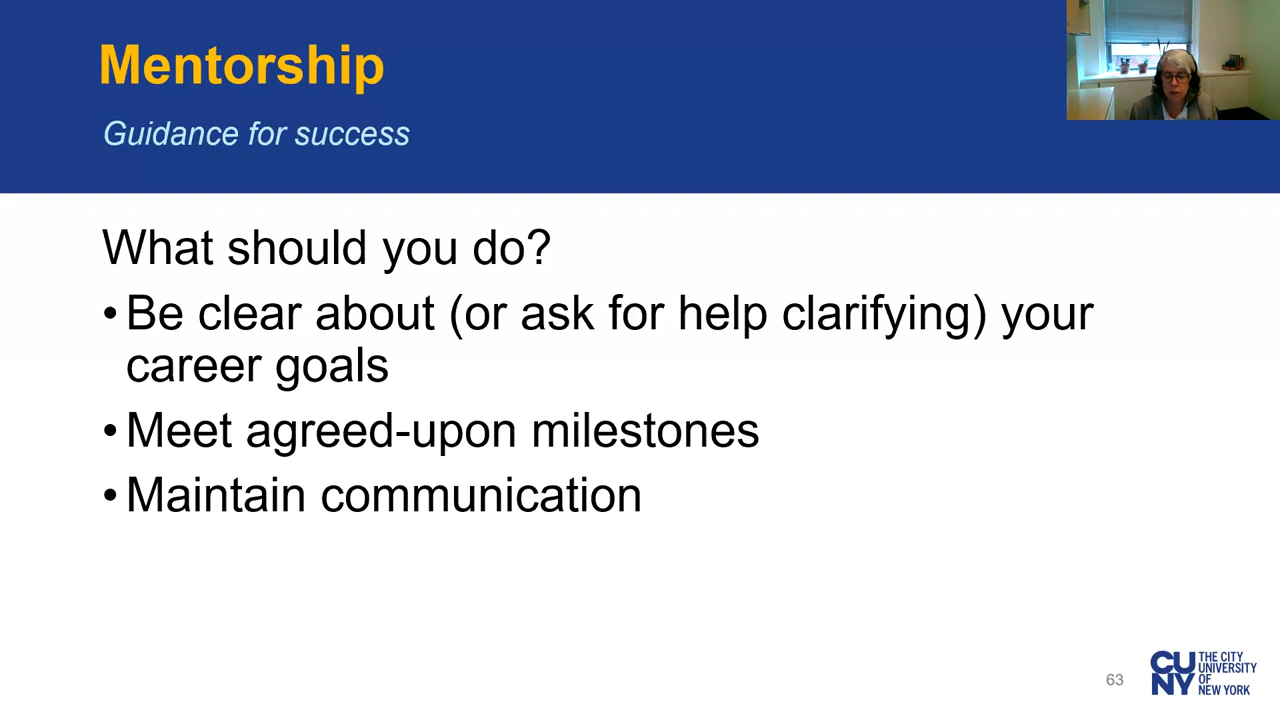 Mentorship
Guidance for success
What should you do?
•Be clear about (or ask for help clarifying) your
career goals
•Meet agreed-upon milestones
•Maintain communication
63
CU
NY
THE CITY
UNIVERSITY
OF
NEW YORK